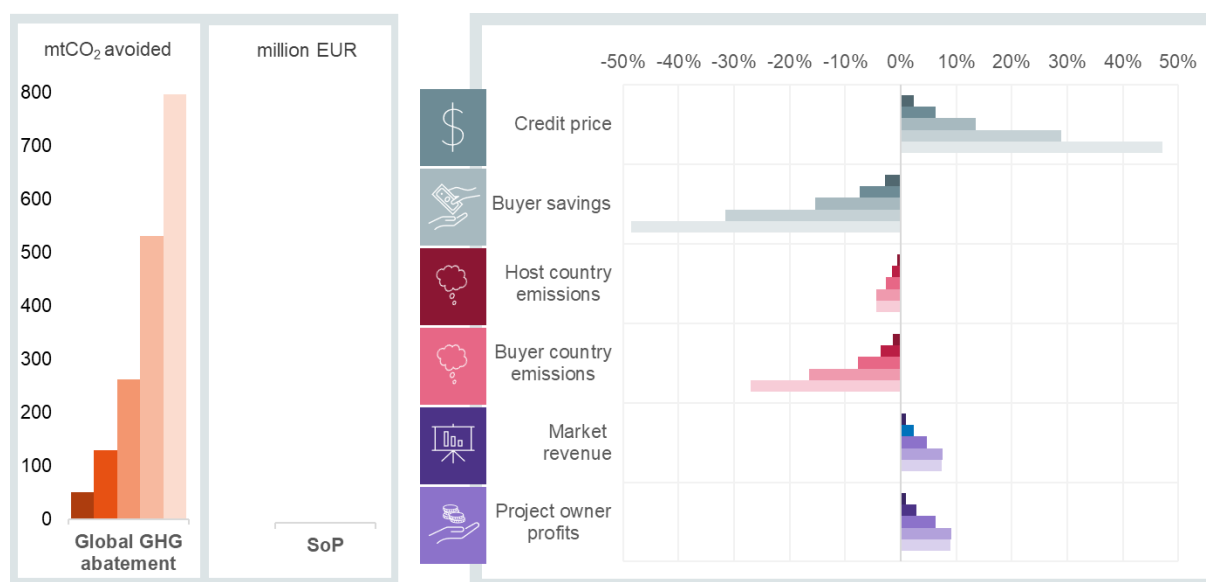 mtCO₂ avoided
800
700
600
500
400
300
200
100
0
Global GHG
abatement
million EUR
SoP
-50% -40% -30% -20% -10% 0% 10% 20% 30% 40% 50%
$
Credit price
Buyer savings
Host country
emissions
Buyer country
emissions
Market
revenue
Project owner
profits